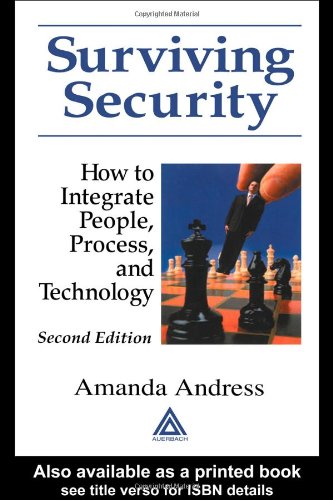 Surviving
Security
How to
Integrate
People,
Process,
and
Technology
Second Edition
Amanda Andress
AUERBACH
Also available as a printed book
see title verso for ISBN details